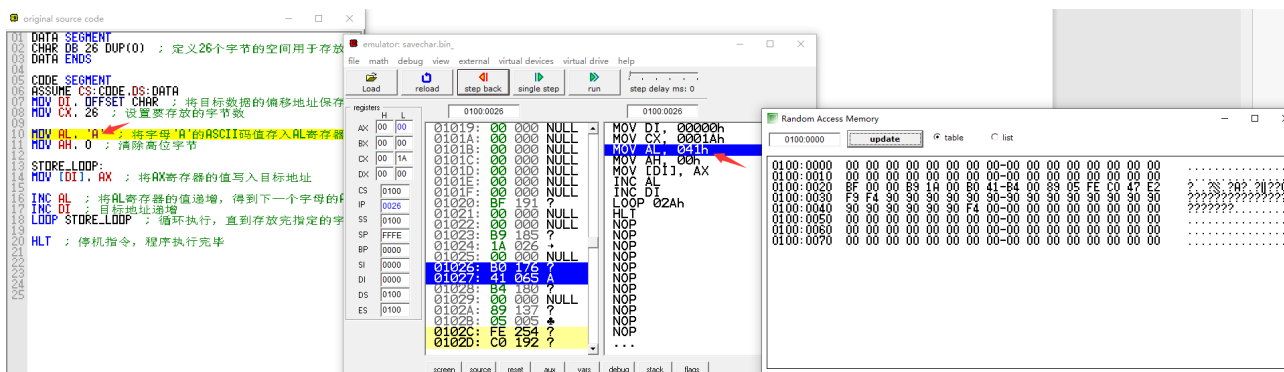 original source code
01 DATA SEGMENT
02 CHAR DB 26 DUP(0) ; 定义26个字节的空间用于存放
03 DATA ENDS
04
05 CODE SEGMENT
06 ASSUME CS:CODE,DS:DATA
07 MOV DI, OFFSET CHAR ; 将目标数据的偏移地址保存
08 MOV CX, 26 ; 设置要存放的字节数
09
10 MOV AL, 'A' ; 将字母'A'的ASCII码值存入AL寄存器
11 MOV AH, 0 ; 清除高位字节
12
13 STORE_LOOP:
14 MOV [DI], AX ; 将AX寄存器的值写入目标地址
15
16 INC AL ; 将AL寄存器的值递增，得到下一个字母的A
17 INC DI ; 目标地址递增
18 LOOP STORE_LOOP ; 循环执行，直到存放完指定的字
19
20 HLT ; 停机指令，程序执行完毕
21
22
23
24
25
emulator: savechar.bin_
file math debug view external virtual devices virtual drive help
Load reload step back single step run step delay ms: 0
registers
H L
AX 00 00
BX 00 00
CX 00 1A
DX 00 00
CS 0100
IP 0026
SS 0100
SP FFFE
BP 0000
SI 0000
DI 0000
DS 0100
ES 0100
0100:0026
01019: 00 000 NULL
0101A: 00 000 NULL
0101B: 00 000 NULL
0101C: 00 000 NULL
0101D: 00 000 NULL
0101E: 00 000 NULL
0101F: 00 000 NULL
01020: BF 191 ?
01021: 00 000 NULL
01022: 00 000 NULL
01023: B9 185 ?
01024: 1A 026 →
01025: 00 000 NULL
01026: B0 176 ?
01027: 41 065 A
01028: B4 180 ?
01029: 00 000 NULL
0102A: 89 137 ?
0102B: 05 005 ♣
0102C: FE 254 ?
0102D: C0 192 ?
0100:0026
MOV DI, 00000h
MOV CX, 0001Ah
MOV AL, 041h
MOV AH, 00h
MOV [DI], AX
INC AL
INC DI
LOOP 02Ah
HLT
NOP
NOP
NOP
NOP
NOP
NOP
NOP
NOP
NOP
NOP
NOP
...
screen source reset aux vars debug stack flags
Random Access Memory
0100:0000 update table list
0100:0000 00 00 00 00 00 00 00 00-00 00 00 00 00 00 00 00 ................
0100:0010 00 00 00 00 00 00 00 00-00 00 00 00 00 00 00 00 ................
0100:0020 BF 00 00 B9 1A 00 B0 41-B4 00 89 05 FE C0 47 E2
0100:0030 F9 F4 90 90 90 90 90 90-90 90 90 90 90 90 90 90 ????????????????
0100:0040 90 90 90 90 90 90 F4 00-00 00 00 00 00 00 00 00 ???????.........
0100:0050 00 00 00 00 00 00 00 00-00 00 00 00 00 00 00 00 ................
0100:0060 00 00 00 00 00 00 00 00-00 00 00 00 00 00 00 00 ................
0100:0070 00 00 00 00 00 00 00 00-00 00 00 00 00 00 00 00 ................